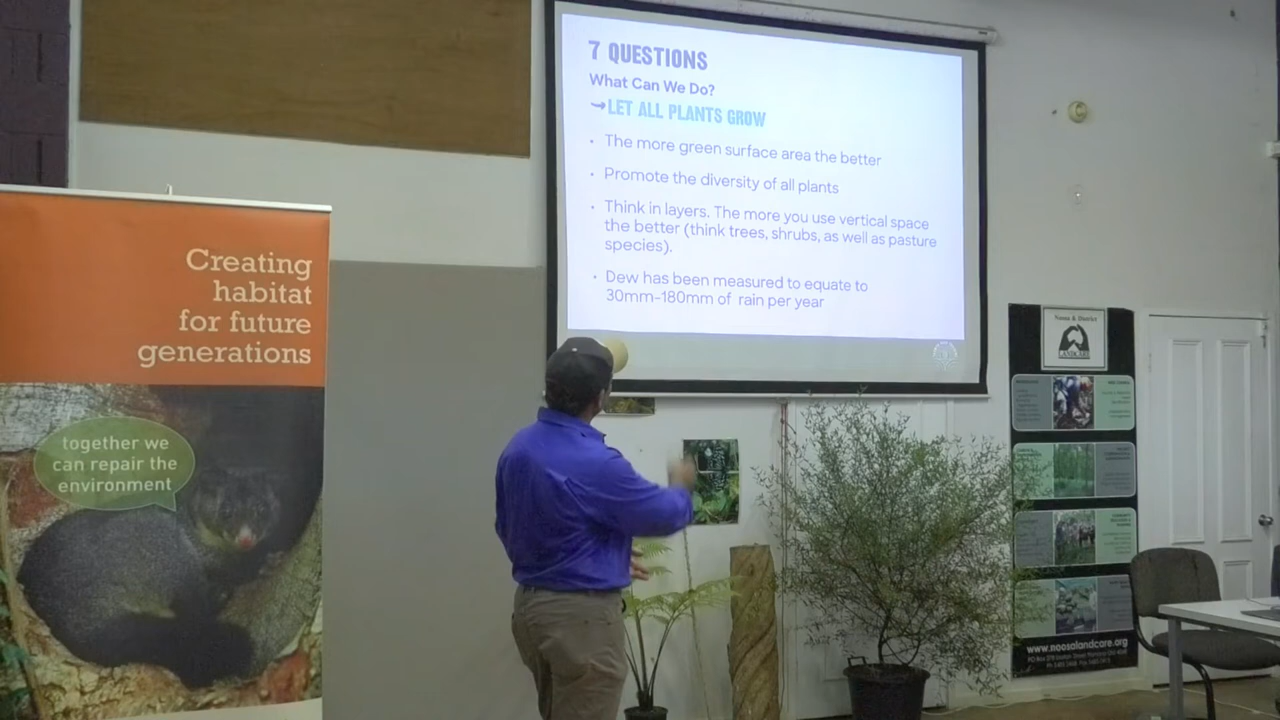 7 QUESTIONS
What Can We Do?
→LET ALL PLANTS GROW
• The more green surface area the better
• Promote the diversity of all plants
• Think in layers. The more you use vertical space
the better (think trees, shrubs, as well as pasture
species).
• Dew has been measured to equate to
30mm-180mm of rain per year
Creating
habitat
for future
generations
together we
can repair the
environment
Noosa & District
LANDCARE
www.noosalandcare.org